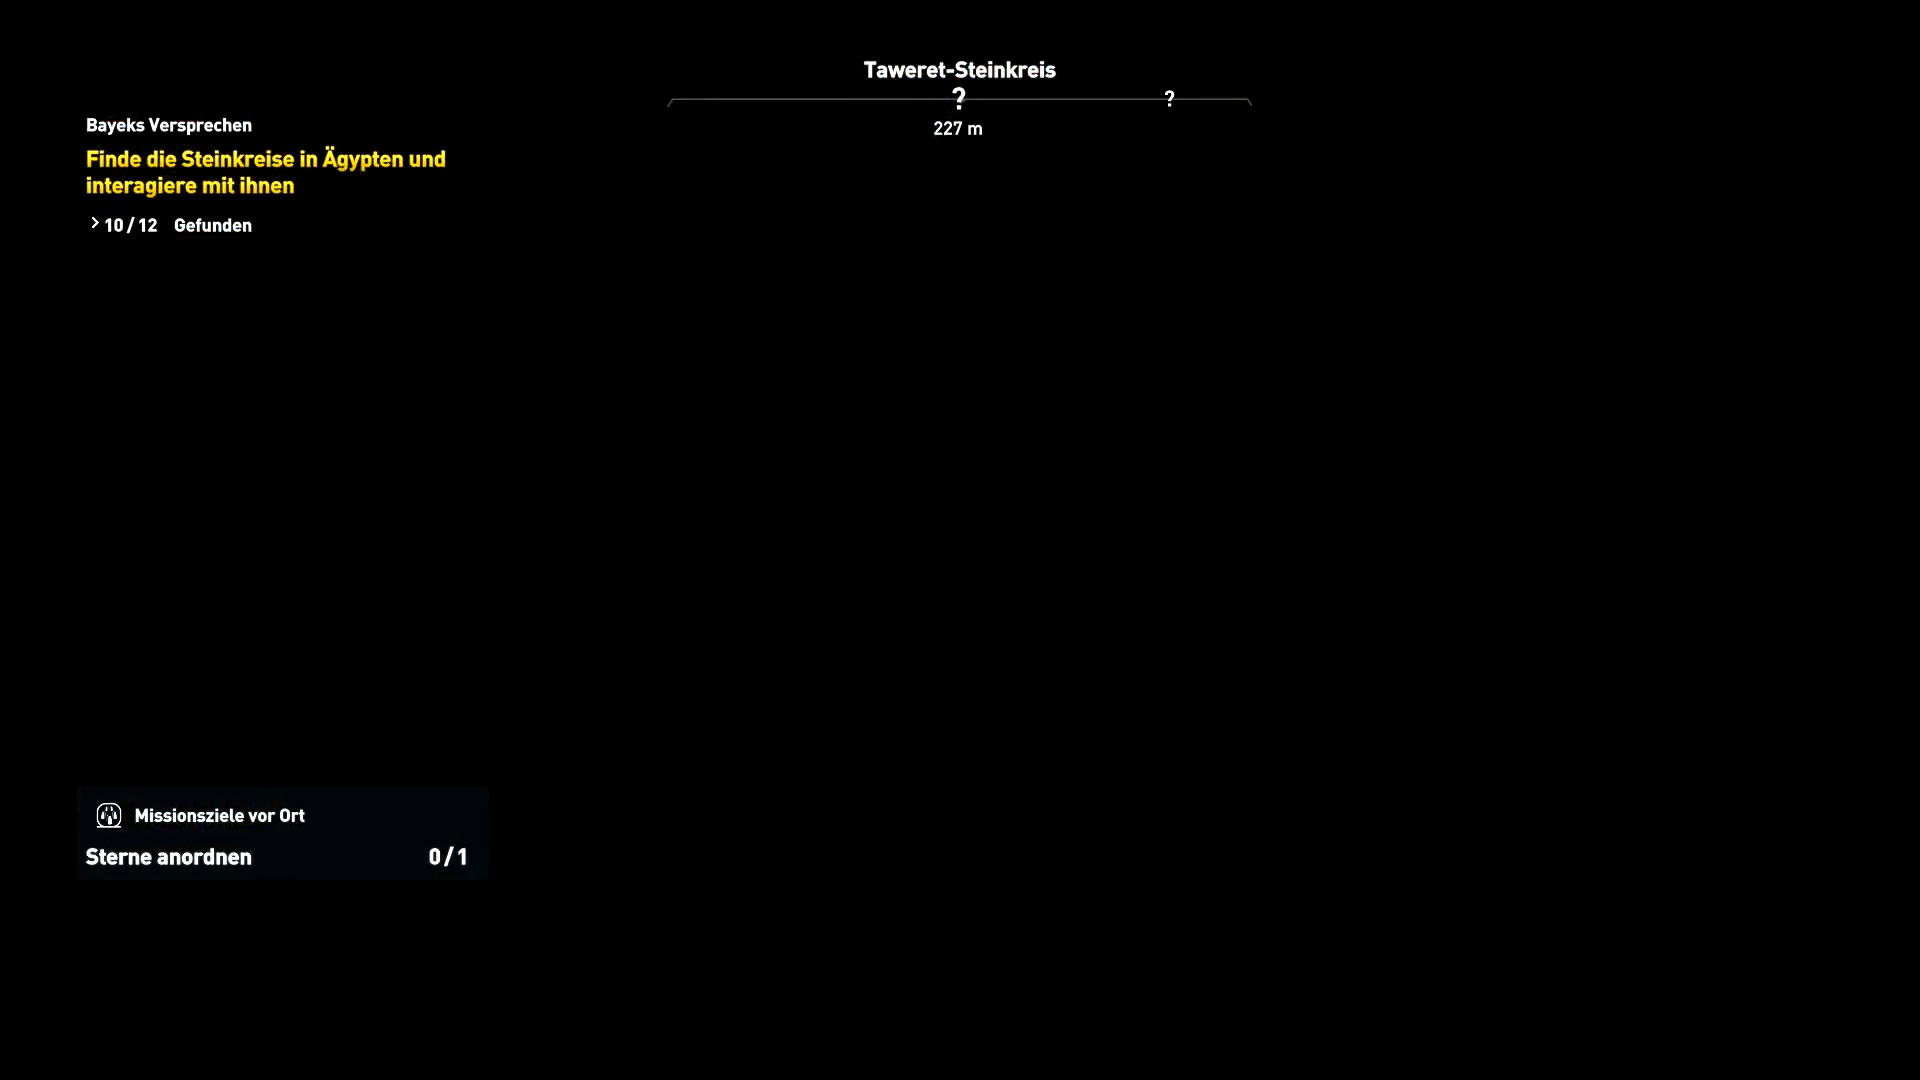 Taweret-Steinkreis
?
?
227 m
Bayeks Versprechen
Finde die Steinkreise in Ägypten und
interagiere mit ihnen
> 10 / 12 Gefunden
Missionsziele vor Ort
Sterne anordnen 0 / 1